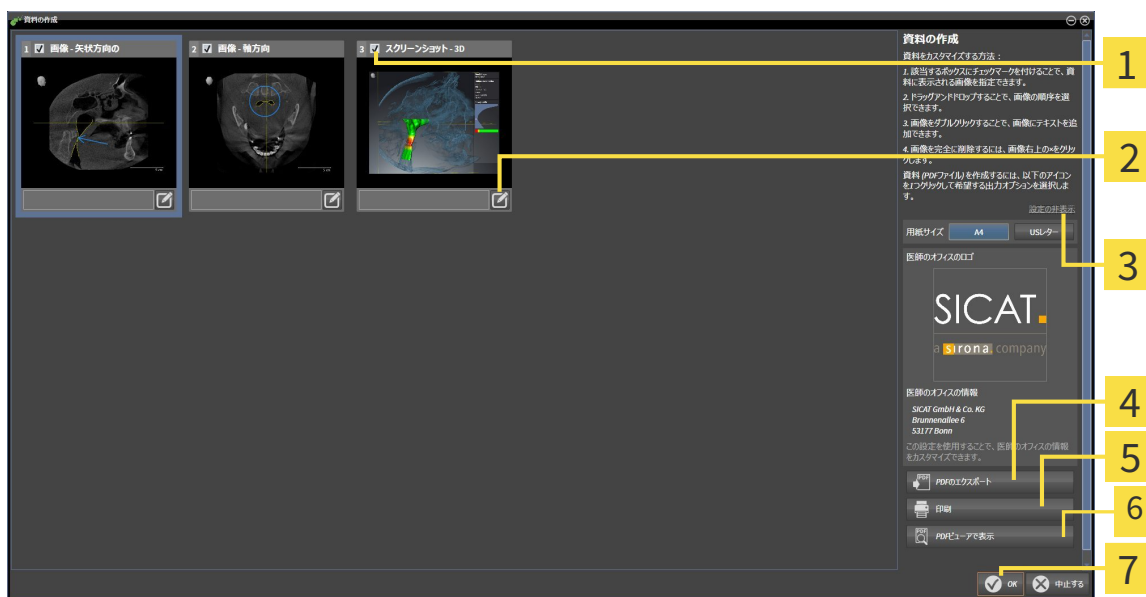 資料の作成
1 画像 - 矢状方向の
2 画像 - 軸方向
3 スクリーンショット - 3D
資料の作成
資料をカスタマイズする方法：
1. 該当するボックスにチェックマークを付けることで、資
料に表示される画像を指定できます。
2. ドラッグアンドドロップすることで、画像の順序を選
択できます。
3. 画像をダブルクリックすることで、画像にテキストを追
加できます。
4. 画像を完全に削除するには、画像右上の×をクリッ
クします。
資料 (PDFファイル) を作成するには、以下のアイコン
を1つクリックして希望する出力オプションを選択しま
す。
設定の非表示
用紙サイズ A4 USレター
医師のオフィスのロゴ
SICAT.
a sirona. company
医師のオフィスの情報
SICAT GmbH & Co. KG
Brunnenallee 6
53177 Bonn
この設定を使用することで、医師のオフィスの情報
をカスタマイズできます。
PDFのエクスポート
印刷
PDFビューアで表示
OK 中止する
1
2
3
4
5
6
7